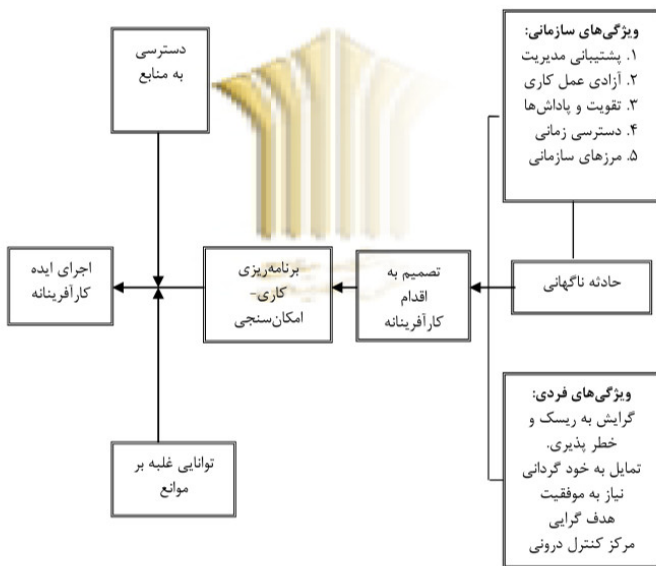 ویژگی‌های سازمانی:
۱. پشتیبانی مدیریت
۲. آزادی عمل کاری
۳. تقویت و پاداش‌ها
۴. دسترسی زمانی
۵. مرزهای سازمانی
دسترسی
به منابع
حادثه ناگهانی
تصمیم به
اقدام
کارآفرینانه
برنامه‌ریزی
کاری-
امکان‌سنجی
اجرای ایده
کارآفرینانه
ویژگی‌های فردی:
گرایش به ریسک و
خطر پذیری.
تمایل به خود گردانی
نیاز به موفقیت
هدف گرایی
مرکز کنترل درونی
توانایی غلبه بر
موانع